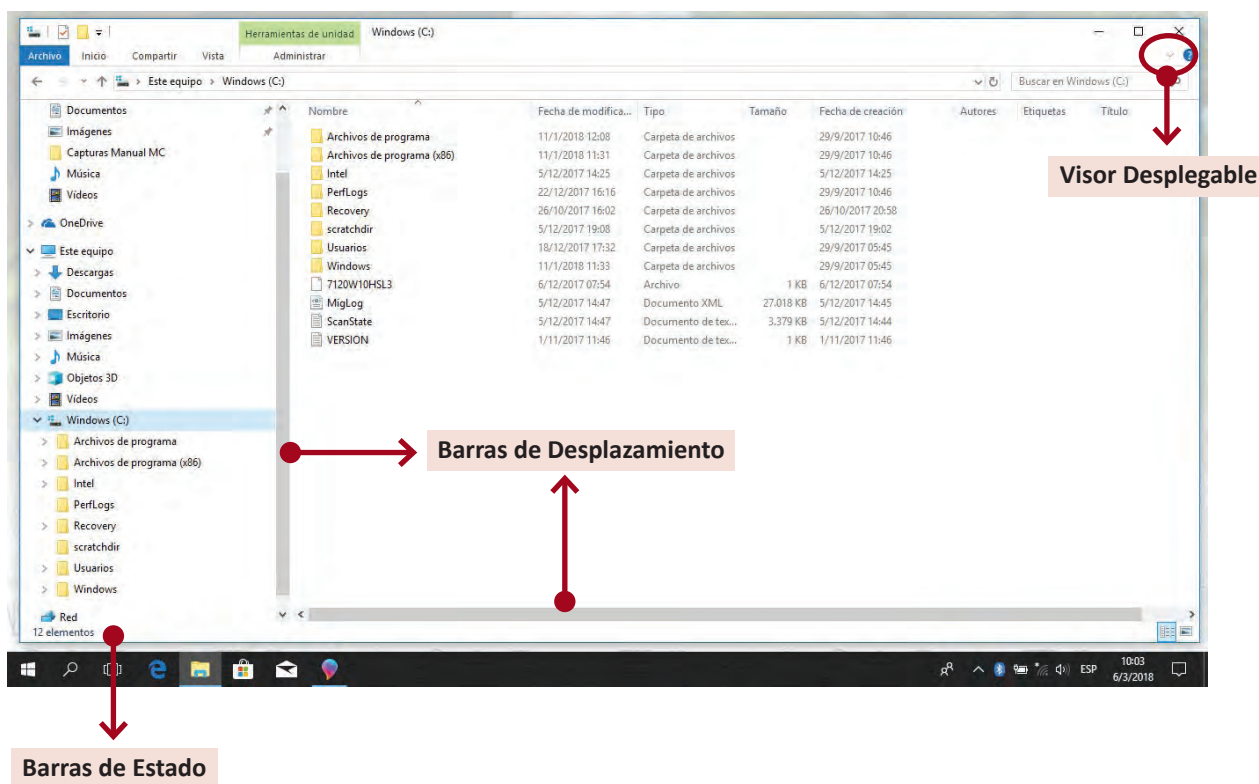 Herramientas de unidad Windows (C:)
Archivo Inicio Compartir Vista Administrar
Este equipo > Windows (C:) Buscar en Windows (C:)
Documentos
Imágenes
Capturas Manual MC
Música
Vídeos
OneDrive
Este equipo
Descargas
Documentos
Escritorio
Imágenes
Música
Objetos 3D
Vídeos
Windows (C:)
Archivos de programa
Archivos de programa (x86)
Intel
PerfLogs
Recovery
scratchdir
Usuarios
Windows
Red
12 elementos
Nombre Fecha de modifica... Tipo Tamaño Fecha de creación Autores Etiquetas Título
Archivos de programa 11/1/2018 12:08 Carpeta de archivos 29/9/2017 10:46
Archivos de programa (x86) 11/1/2018 11:31 Carpeta de archivos 29/9/2017 10:46
Intel 5/12/2017 14:25 Carpeta de archivos 5/12/2017 14:25
PerfLogs 22/12/2017 16:16 Carpeta de archivos 29/9/2017 10:46
Recovery 26/10/2017 16:02 Carpeta de archivos 26/10/2017 20:58
scratchdir 5/12/2017 19:08 Carpeta de archivos 5/12/2017 19:02
Usuarios 18/12/2017 17:32 Carpeta de archivos 29/9/2017 05:45
Windows 11/1/2018 11:33 Carpeta de archivos 29/9/2017 05:45
7120W10HSL3 6/12/2017 07:54 Archivo 1 KB 6/12/2017 07:54
MigLog 5/12/2017 14:47 Documento XML 27.018 KB 5/12/2017 14:45
ScanState 5/12/2017 14:47 Documento de tex... 3.379 KB 5/12/2017 14:44
VERSION 1/11/2017 11:46 Documento de tex... 1 KB 1/11/2017 11:46
Visor Desplegable
Barras de Desplazamiento
ESP 10:03
6/3/2018
Barras de Estado